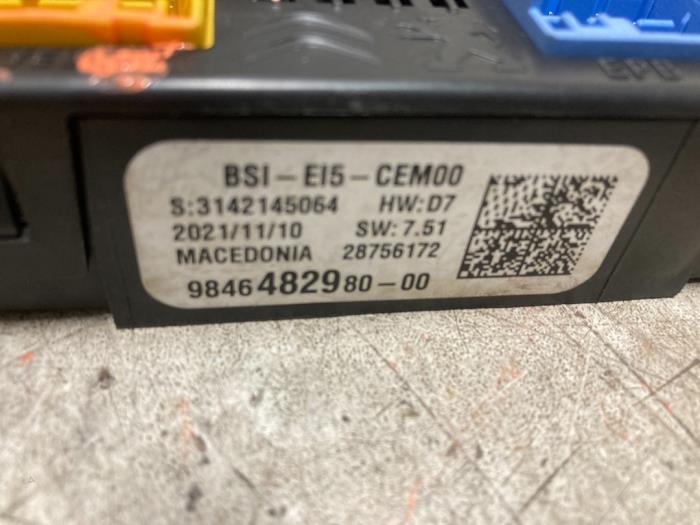 BSI-EI5-CEM00
S:3142145064 HW:D7
2021/11/10 SW:7.51
MACEDONIA 28756172
9846482980-00